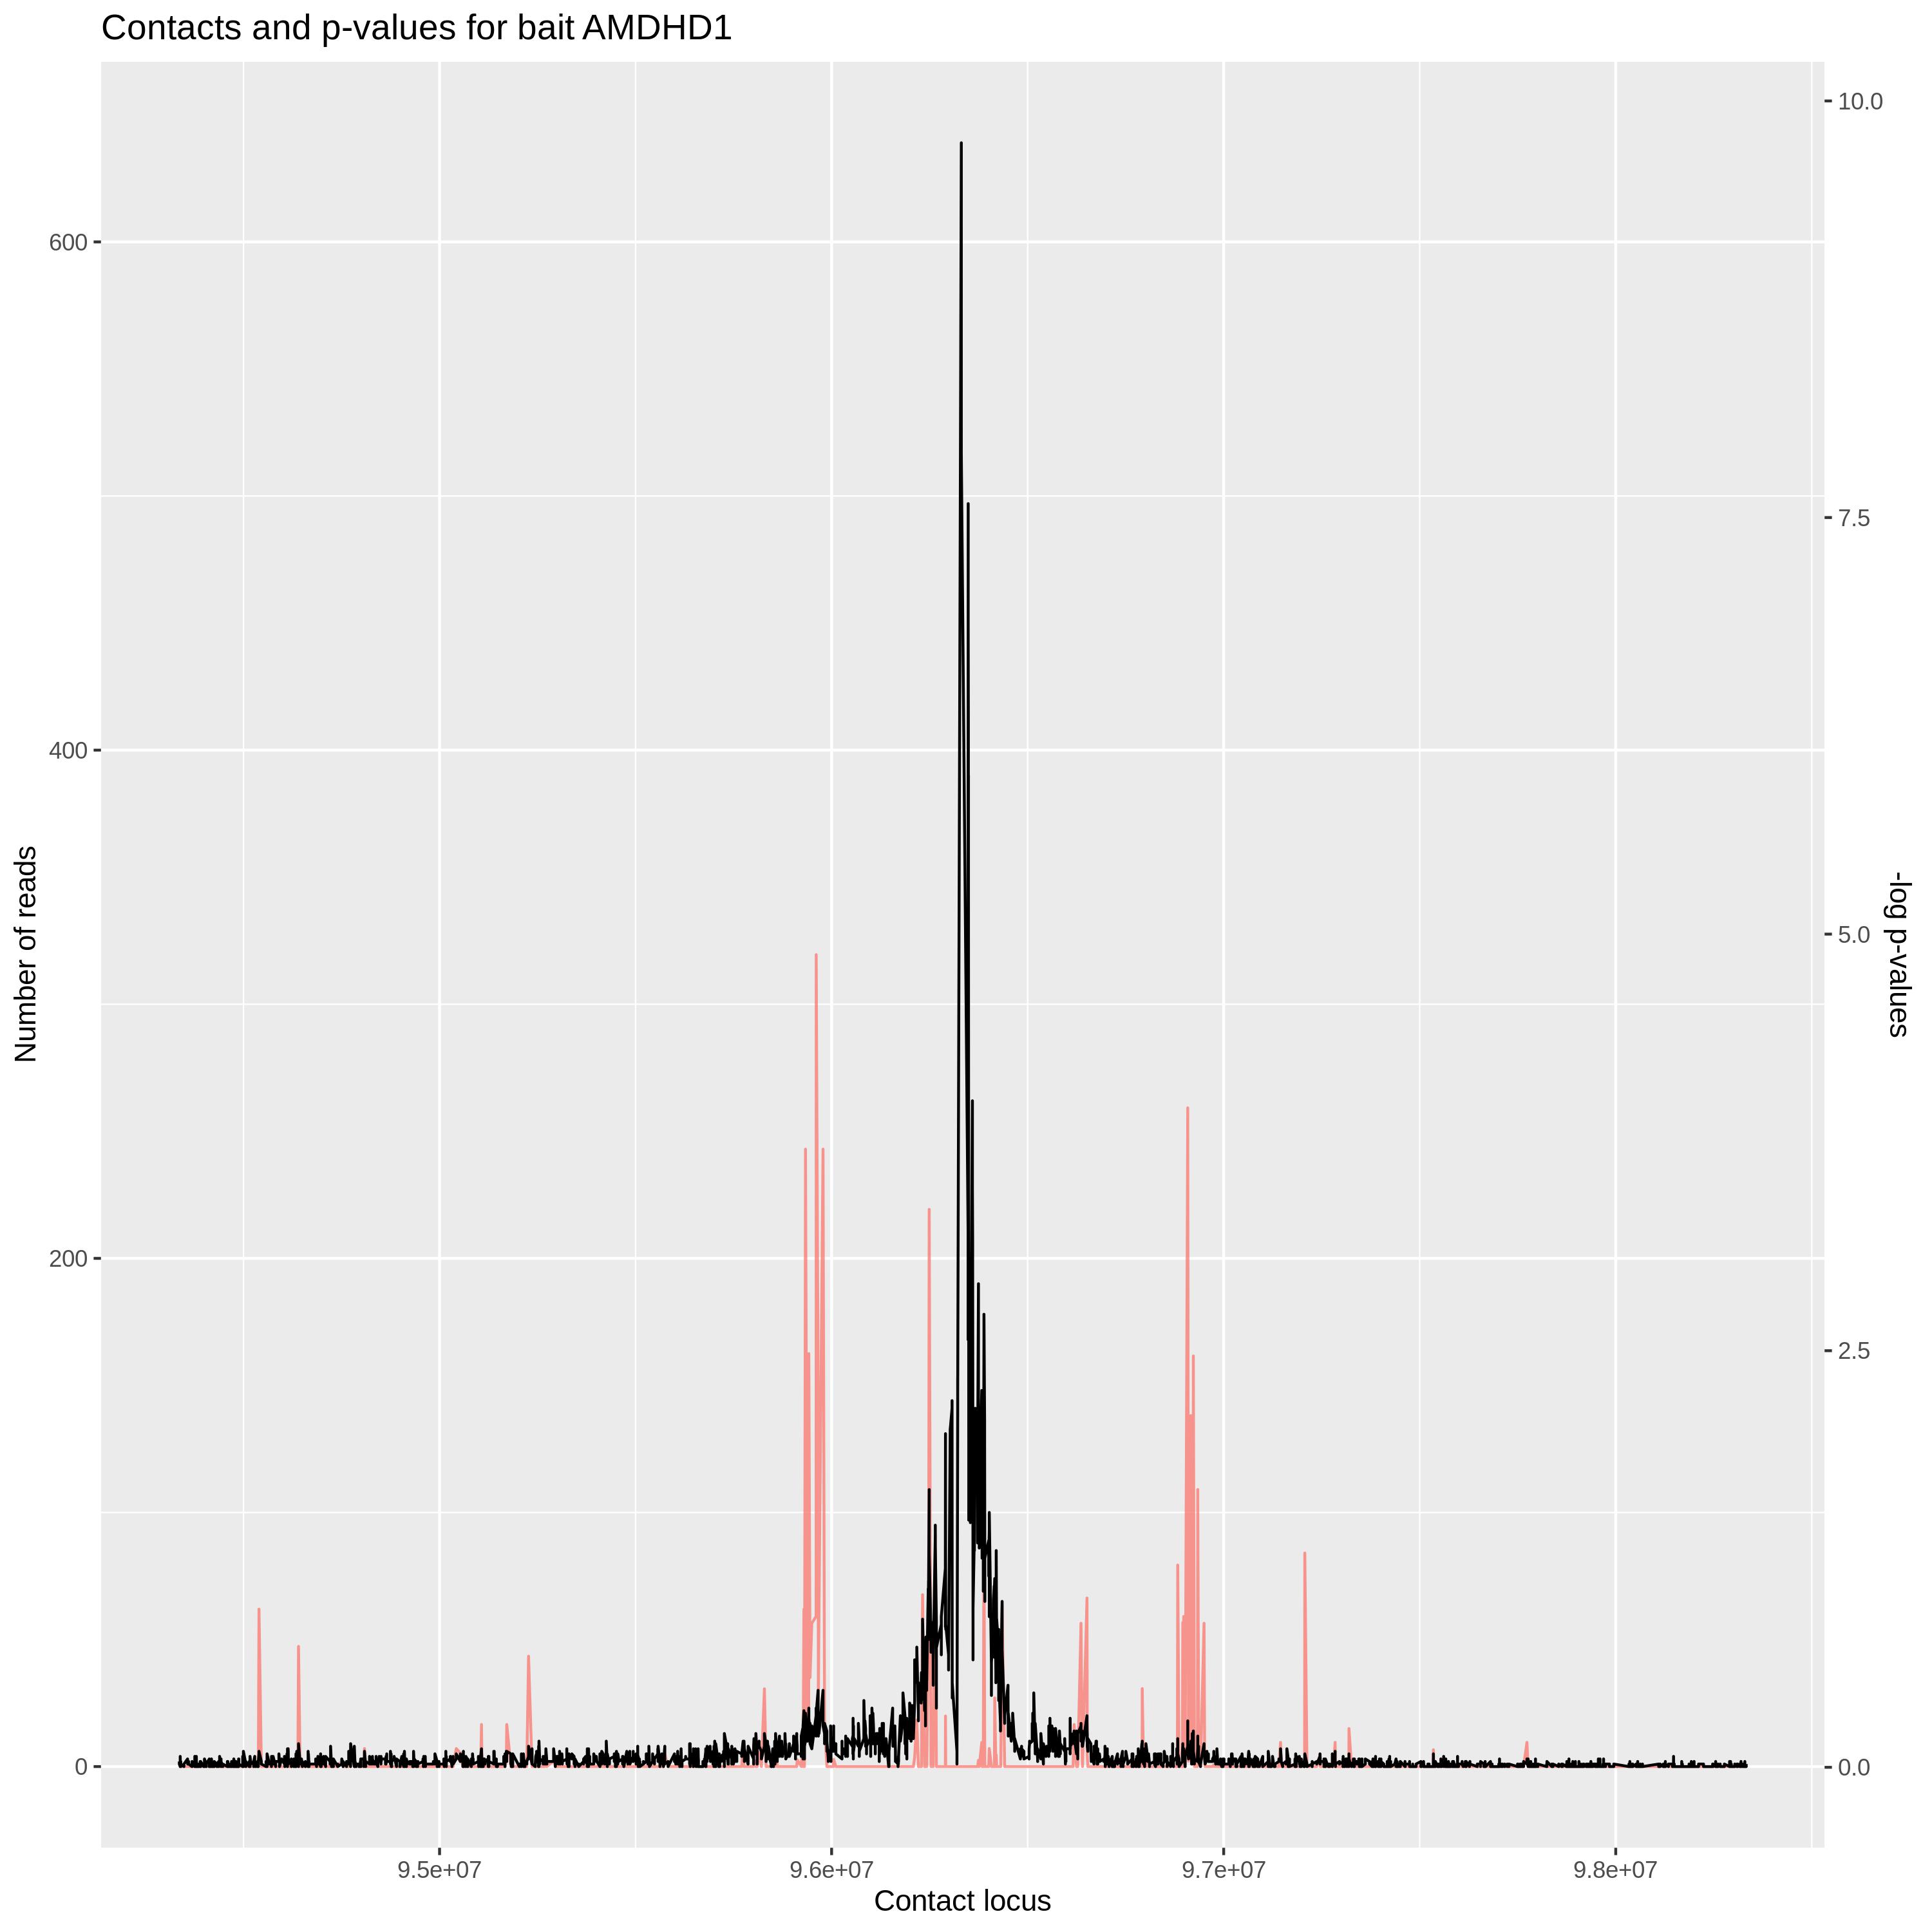 Contacts and p-values for bait AMDHD1
Number of reads
600
400
200
0
10.0
7.5
5.0
2.5
0.0
-log p-values
9.5e+07
9.6e+07
9.7e+07
9.8e+07
Contact locus